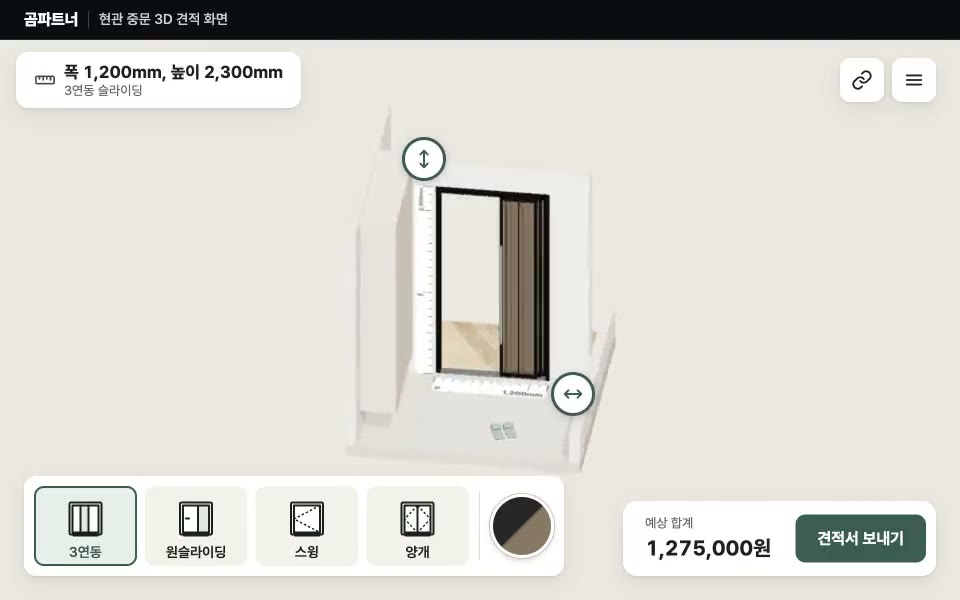 곰파트너
현관 중문 3D 견적 화면
폭 1,200mm, 높이 2,300mm
3연동 슬라이딩
1,200mm
3연동
원슬라이딩
스윙
양개
예상 합계
1,275,000원
견적서 보내기